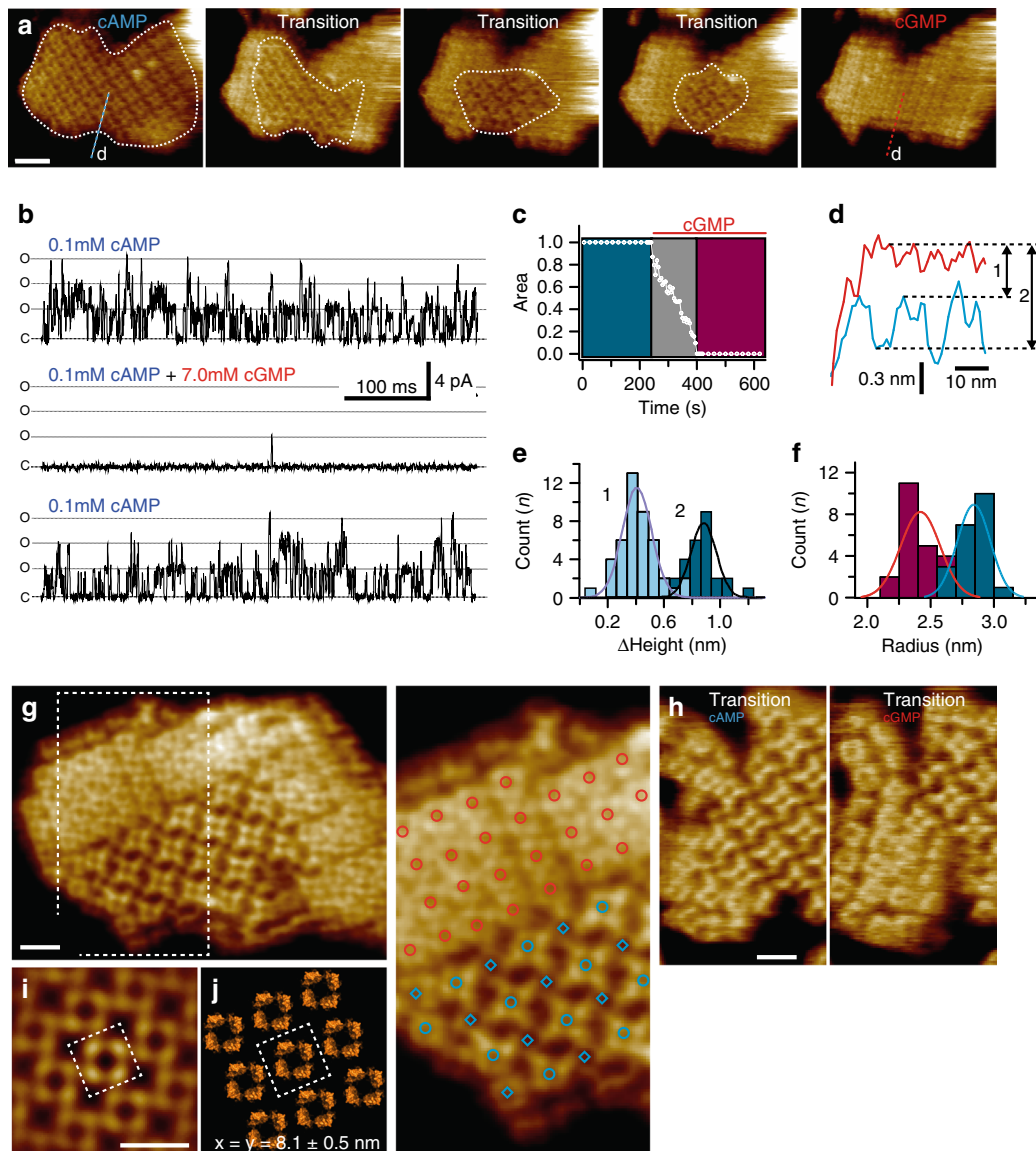 a
cAMP
Transition
Transition
Transition
cGMP
d
d
b
0.1mM cAMP
O
O
O
C
0.1mM cAMP + 7.0mM cGMP
100 ms
4 pA
O
O
O
C
0.1mM cAMP
O
O
O
C
c
cGMP
Area
1.0
0.8
0.6
0.4
0.2
0.0
0 200 400 600
Time (s)
d
1
2
0.3 nm
10 nm
e
Count (n)
12
8
4
0
1
2
0.2 0.6 1.0
ΔHeight (nm)
f
Count (n)
12
8
4
0
2.0 2.5 3.0
Radius (nm)
g
h
Transition
cAMP
Transition
cGMP
i
j
x = y = 8.1 ± 0.5 nm